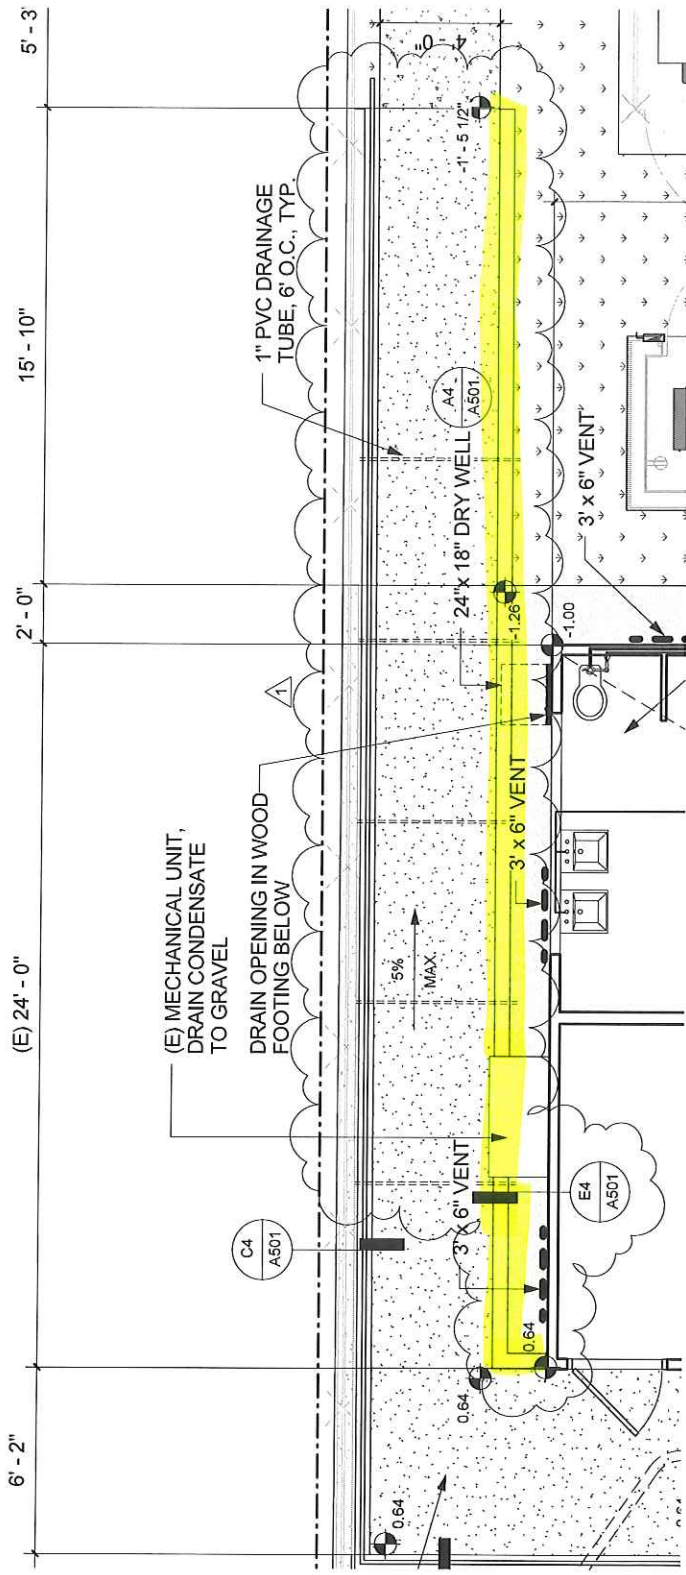 5' - 3'
15' - 10"
2' - 0"
(E) 24' - 0"
6' - 2"
4' - 0"
-1' - 5 1/2"
1" PVC DRAINAGE
TUBE, 6' O.C., TYP.
A4
A501
24"x 18" DRY WELL
3' x 6" VENT
-1.26
-1.00
1
(E) MECHANICAL UNIT,
DRAIN CONDENSATE
TO GRAVEL
DRAIN OPENING IN WOOD
FOOTING BELOW
3' x 6" VENT
5%
MAX.
3' x 6" VENT
E4
A501
C4
A501
0.64
0.64
0.64